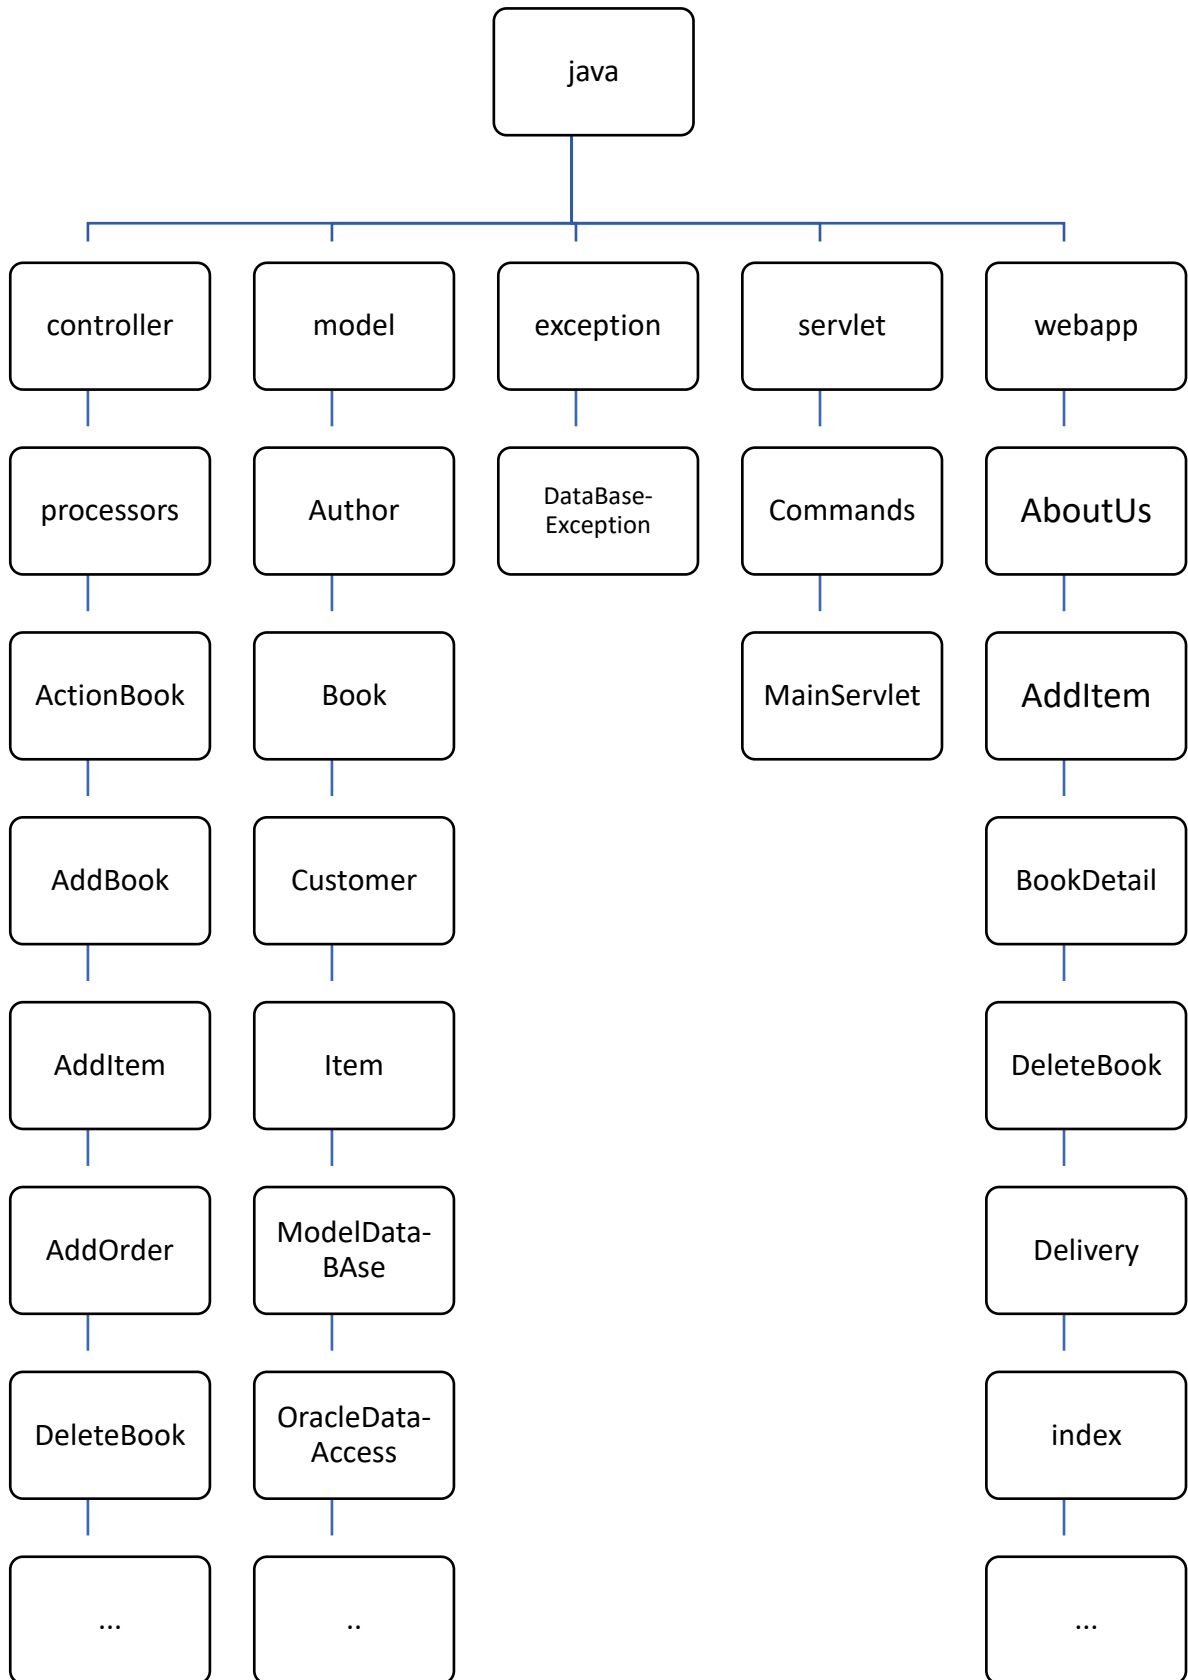 java
controller
model
exception
servlet
webapp
processors
Author
DataBase-
Exception
Commands
AboutUs
ActionBook
Book
MainServlet
AddItem
AddBook
Customer
BookDetail
AddItem
Item
DeleteBook
AddOrder
ModelData-
BAse
Delivery
DeleteBook
OracleData-
Access
index
...
..
...